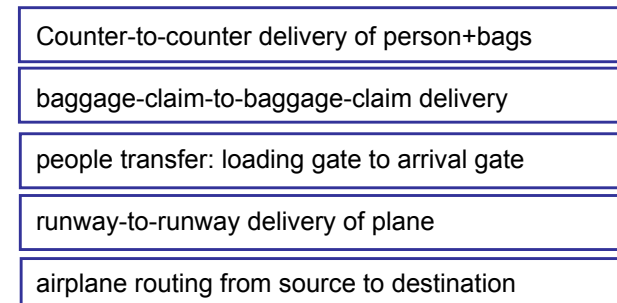 Counter-to-counter delivery of person+bags
baggage-claim-to-baggage-claim delivery
people transfer: loading gate to arrival gate
runway-to-runway delivery of plane
airplane routing from source to destination